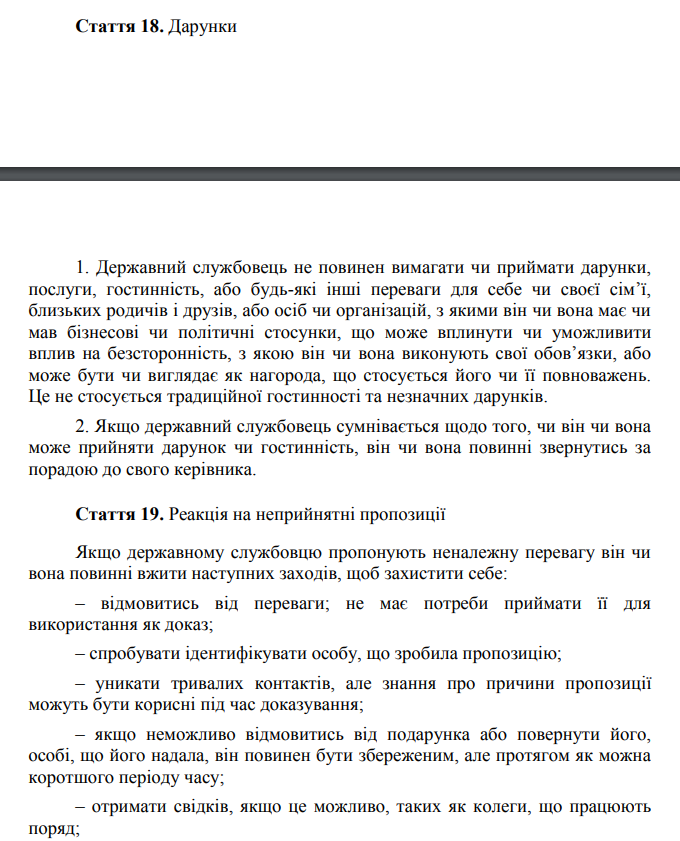 Стаття 18. Дарунки
1. Державний службовець не повинен вимагати чи приймати дарунки,
послуги, гостинність, або будь-які інші переваги для себе чи своєї сім’ї,
близьких родичів і друзів, або осіб чи організацій, з якими він чи вона має чи
мав бізнесові чи політичні стосунки, що може вплинути чи уможливити
вплив на безсторонність, з якою він чи вона виконують свої обов’язки, або
може бути чи виглядає як нагорода, що стосується його чи її повноважень.
Це не стосується традиційної гостинності та незначних дарунків.
2. Якщо державний службовець сумнівається щодо того, чи він чи вона
може прийняти дарунок чи гостинність, він чи вона повинні звернутись за
порадою до свого керівника.
Стаття 19. Реакція на неприйнятні пропозиції
Якщо державному службовцю пропонують неналежну перевагу він чи
вона повинні вжити наступних заходів, щоб захистити себе:
– відмовитись від переваги; не має потреби приймати її для
використання як доказ;
– спробувати ідентифікувати особу, що зробила пропозицію;
– уникати тривалих контактів, але знання про причини пропозиції
можуть бути корисні під час доказування;
– якщо неможливо відмовитись від подарунка або повернути його,
особі, що його надала, він повинен бути збереженим, але протягом як можна
коротшого періоду часу;
– отримати свідків, якщо це можливо, таких як колеги, що працюють
поряд;